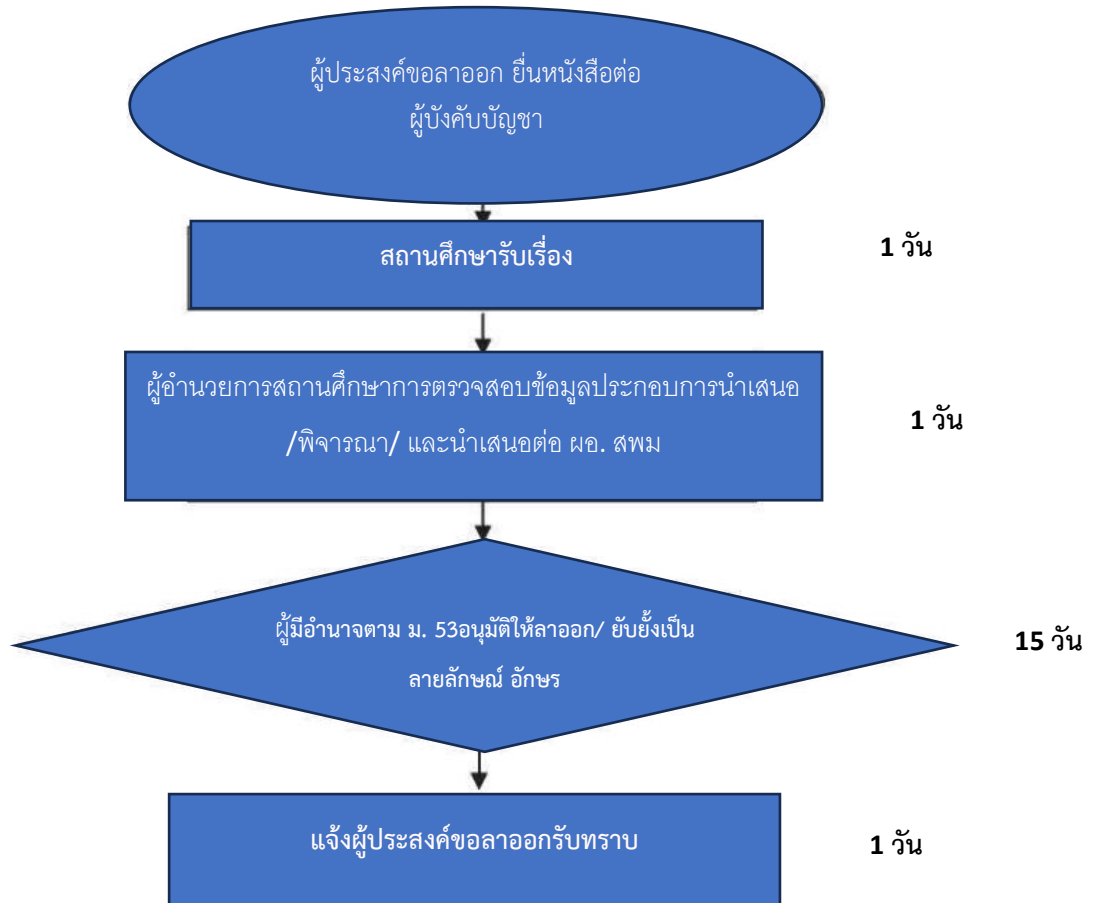 ผู้ประสงค์ขอลาออก ยื่นหนังสือต่อ
ผู้บังคับบัญชา
สถานศึกษารับเรื่อง
1 วัน
ผู้อำนวยการสถานศึกษาการตรวจสอบข้อมูลประกอบการนำเสนอ
/พิจารณา/ และนำเสนอต่อ ผอ. สพม
1 วัน
ผู้มีอำนาจตาม ม. 53อนุมัติให้ลาออก/ ยับยั้งเป็น
ลายลักษณ์ อักษร
15 วัน
แจ้งผู้ประสงค์ขอลาออกรับทราบ
1 วัน